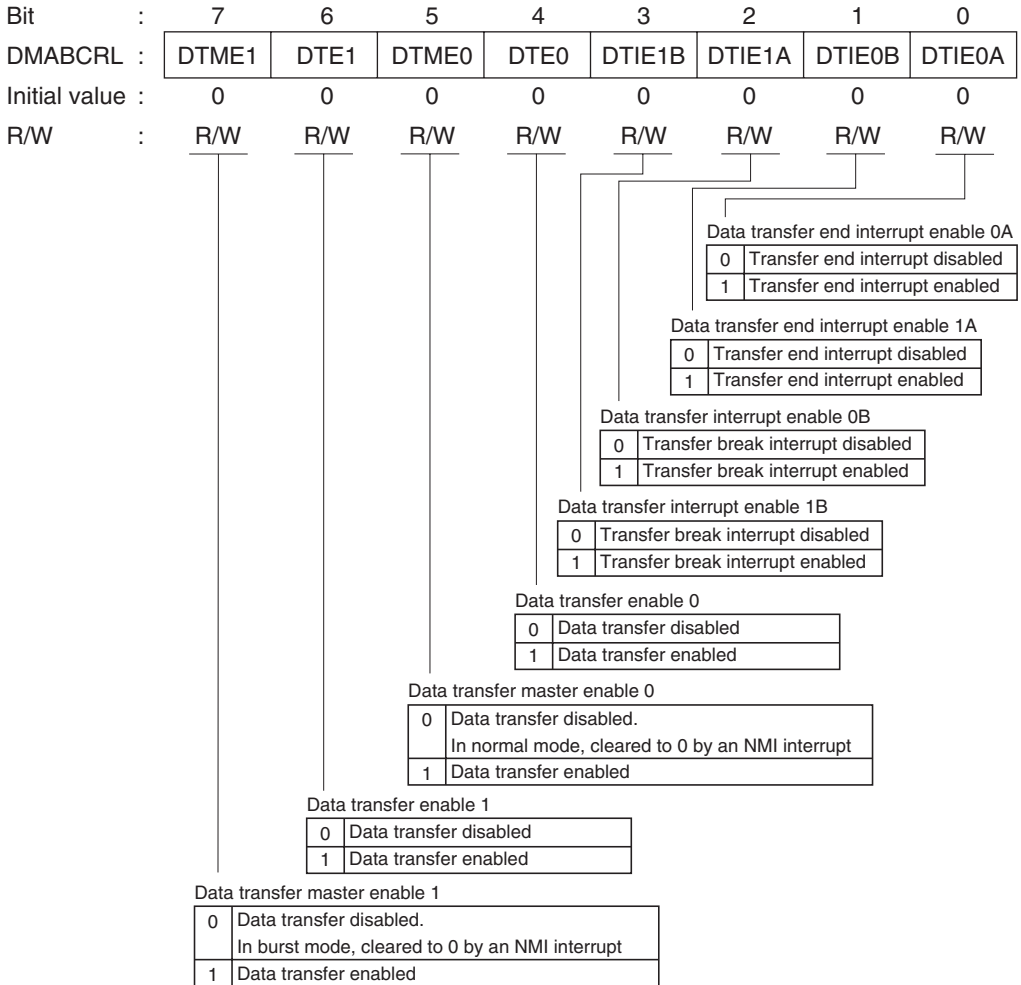 Bit : 7 6 5 4 3 2 1 0
DMABCRL : DTME1 DTE1 DTME0 DTE0 DTIE1B DTIE1A DTIE0B DTIE0A
Initial value : 0 0 0 0 0 0 0 0
R/W : R/W R/W R/W R/W R/W R/W R/W R/W
Data transfer end interrupt enable 0A
0 Transfer end interrupt disabled
1 Transfer end interrupt enabled
Data transfer end interrupt enable 1A
0 Transfer end interrupt disabled
1 Transfer end interrupt enabled
Data transfer interrupt enable 0B
0 Transfer break interrupt disabled
1 Transfer break interrupt enabled
Data transfer interrupt enable 1B
0 Transfer break interrupt disabled
1 Transfer break interrupt enabled
Data transfer enable 0
0 Data transfer disabled
1 Data transfer enabled
Data transfer master enable 0
0 Data transfer disabled.
In normal mode, cleared to 0 by an NMI interrupt
1 Data transfer enabled
Data transfer enable 1
0 Data transfer disabled
1 Data transfer enabled
Data transfer master enable 1
0 Data transfer disabled.
In burst mode, cleared to 0 by an NMI interrupt
1 Data transfer enabled